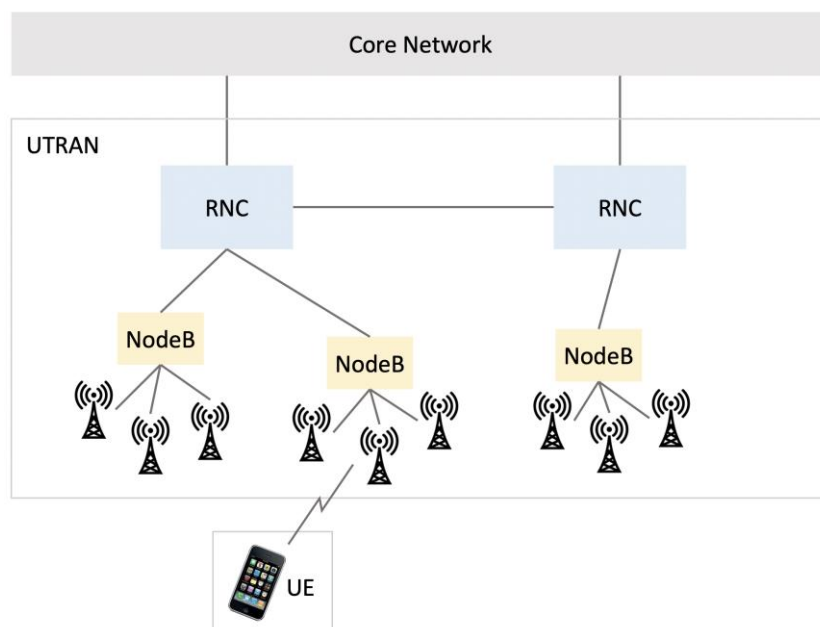 Core Network
UTRAN
RNC
RNC
NodeB
NodeB
NodeB
UE